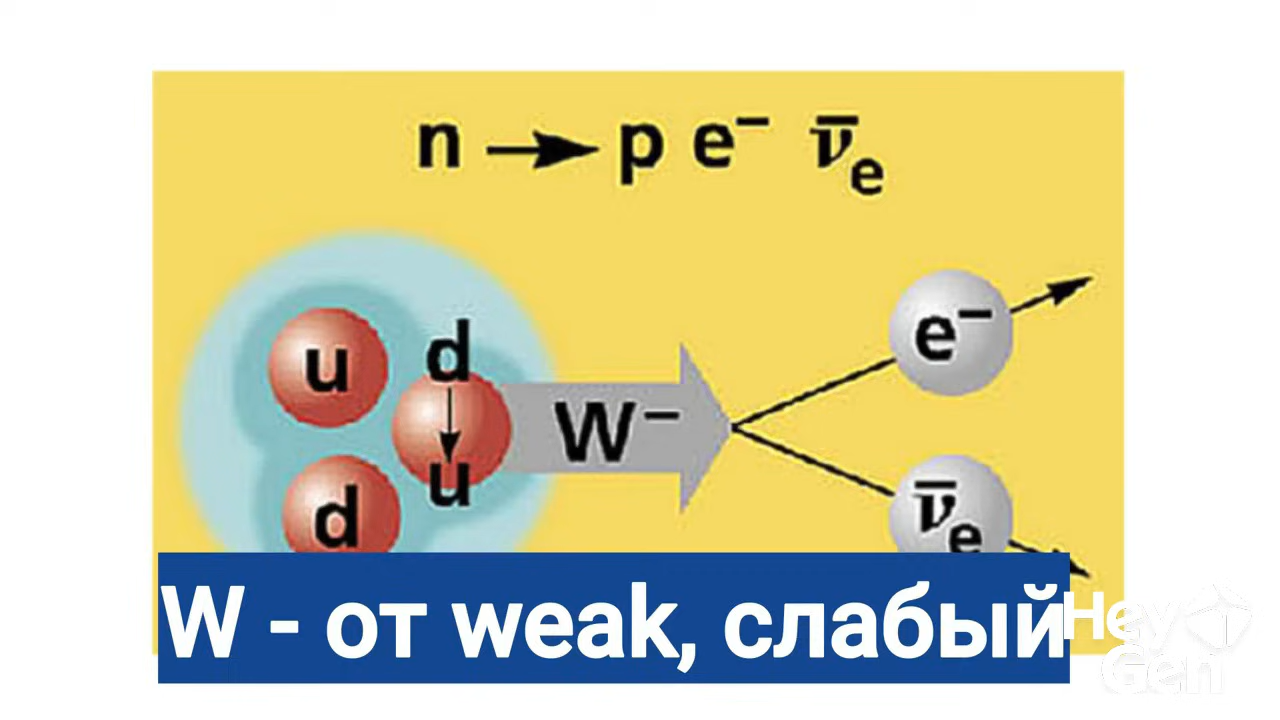 n → p e⁻ ν̅ₑ
u
d
u
d
W⁻
e⁻
ν̅ₑ
W - от weak, слабый
HeyGen